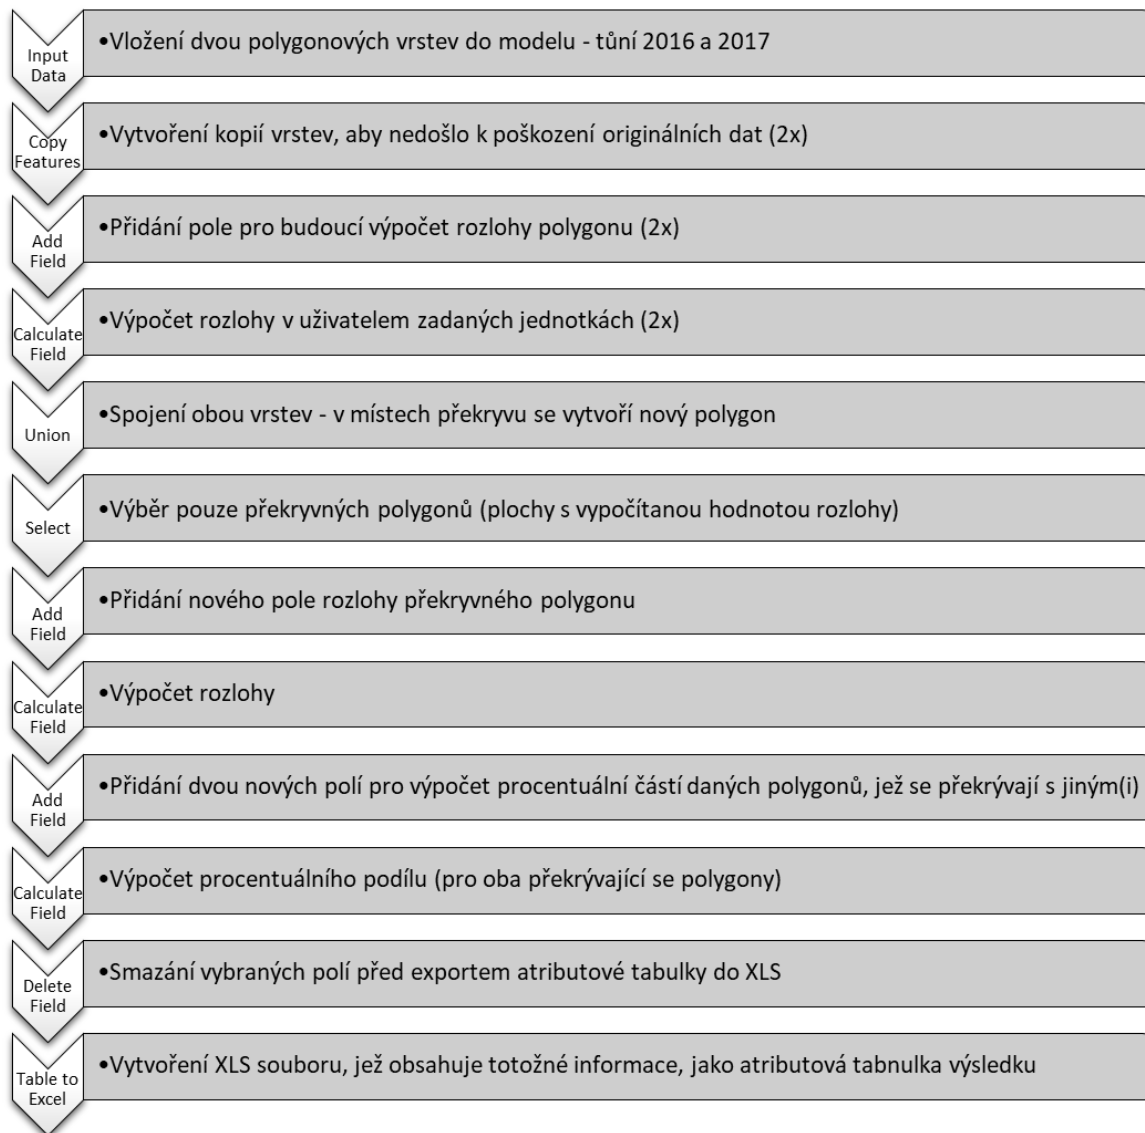 Input
Data
•Vložení dvou polygonových vrstev do modelu - tůní 2016 a 2017
Copy
Features
•Vytvoření kopií vrstev, aby nedošlo k poškození originálních dat (2x)
Add
Field
•Přidání pole pro budoucí výpočet rozlohy polygonu (2x)
Calculate
Field
•Výpočet rozlohy v uživatelem zadaných jednotkách (2x)
Union
•Spojení obou vrstev - v místech překryvu se vytvoří nový polygon
Select
•Výběr pouze překryvných polygonů (plochy s vypočítanou hodnotou rozlohy)
Add
Field
•Přidání nového pole rozlohy překryvného polygonu
Calculate
Field
•Výpočet rozlohy
Add
Field
•Přidání dvou nových polí pro výpočet procentuální částí daných polygonů, jež se překrývají s jiným(i)
Calculate
Field
•Výpočet procentuálního podílu (pro oba překrývající se polygony)
Delete
Field
•Smazání vybraných polí před exportem atributové tabulky do XLS
Table to
Excel
•Vytvoření XLS souboru, jež obsahuje totožné informace, jako atributová tabnulka výsledku